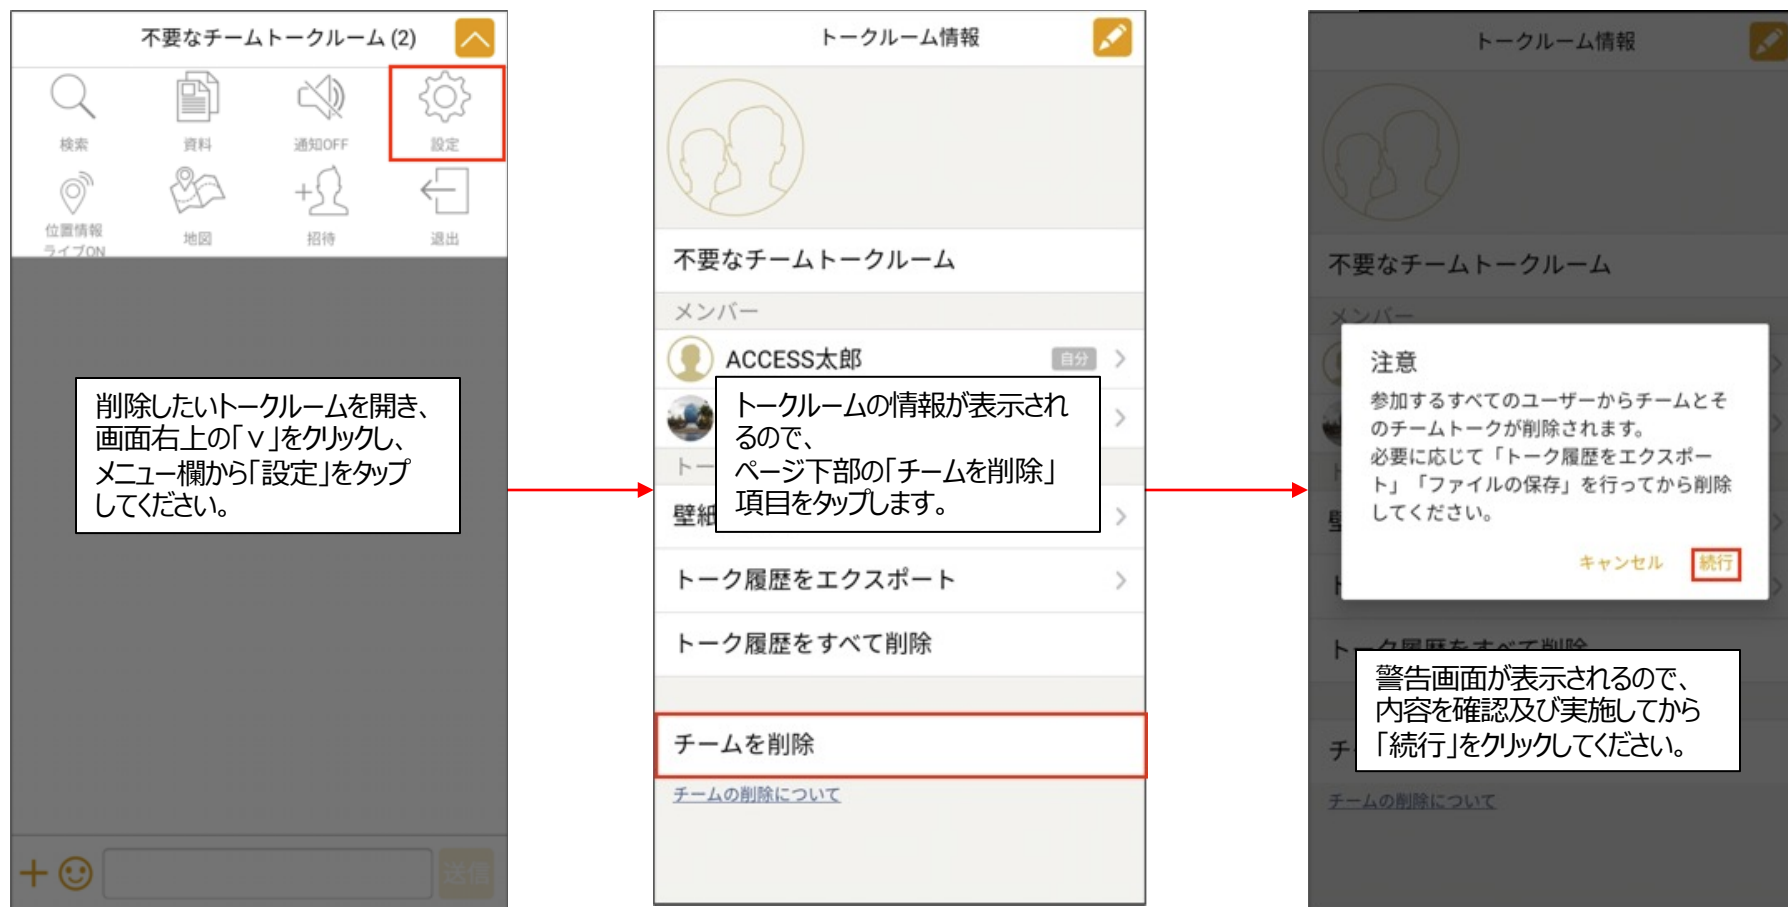 不要なチームトークルーム (2)
検索
資料
通知OFF
設定
位置情報
ライブON
地図
招待
退出
削除したいトークルームを開き、
画面右上の「∨」をクリックし、
メニュー欄から「設定」をタップ
してください。
送信
トークルーム情報
不要なチームトークルーム
メンバー
ACCESS太郎
自分
トークルームの情報が表示され
るので、
ページ下部の「チームを削除」
項目をタップします。
トー
壁紙
トーク履歴をエクスポート
トーク履歴をすべて削除
チームを削除
チームの削除について
トークルーム情報
不要なチームトークルーム
メンバー
注意
参加するすべてのユーザーからチームとそ
のチームトークが削除されます。
必要に応じて「トーク履歴をエクスポー
ト」「ファイルの保存」を行ってから削除
してください。
キャンセル
続行
トーク履歴をすべて削除
警告画面が表示されるので、
内容を確認及び実施してから
「続行」をクリックしてください。
チ
チームの削除について